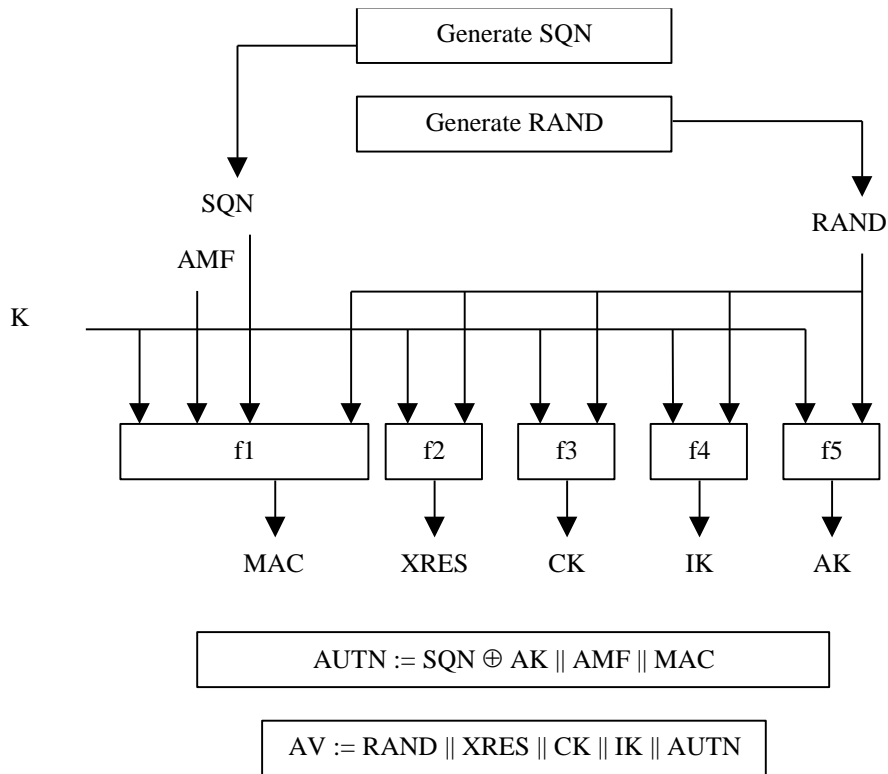 Generate SQN
Generate RAND
SQN
RAND
AMF
K
f1
f2
f3
f4
f5
MAC
XRES
CK
IK
AK
AUTN := SQN ⊕ AK || AMF || MAC
AV := RAND || XRES || CK || IK || AUTN